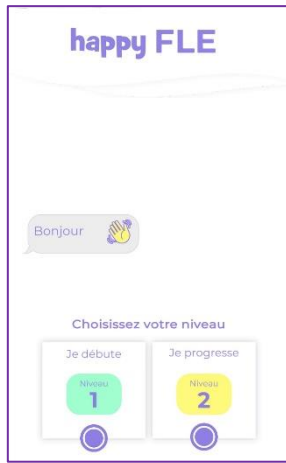 happy FLE
Bonjour
Choisissez votre niveau
Je débute
Je progresse
Niveau
1
Niveau
2